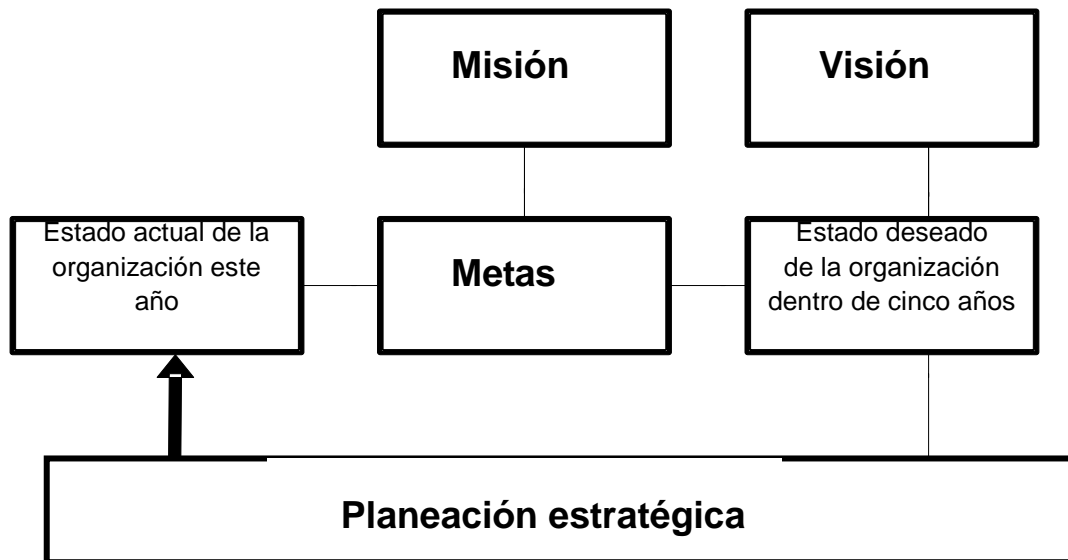 Misión
Visión
Estado actual de la
organización este
año
Metas
Estado deseado
de la organización
dentro de cinco años
Planeación estratégica